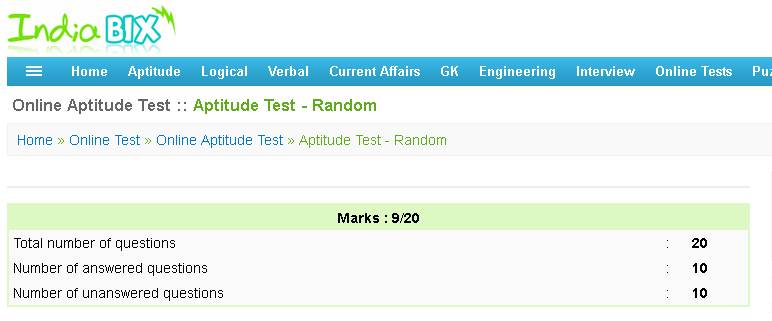 India BIX
Home Aptitude Logical Verbal Current Affairs GK Engineering Interview Online Tests
Online Aptitude Test :: Aptitude Test - Random
Home » Online Test » Online Aptitude Test » Aptitude Test - Random
Marks : 9/20
Total number of questions : 20
Number of answered questions : 10
Number of unanswered questions : 10